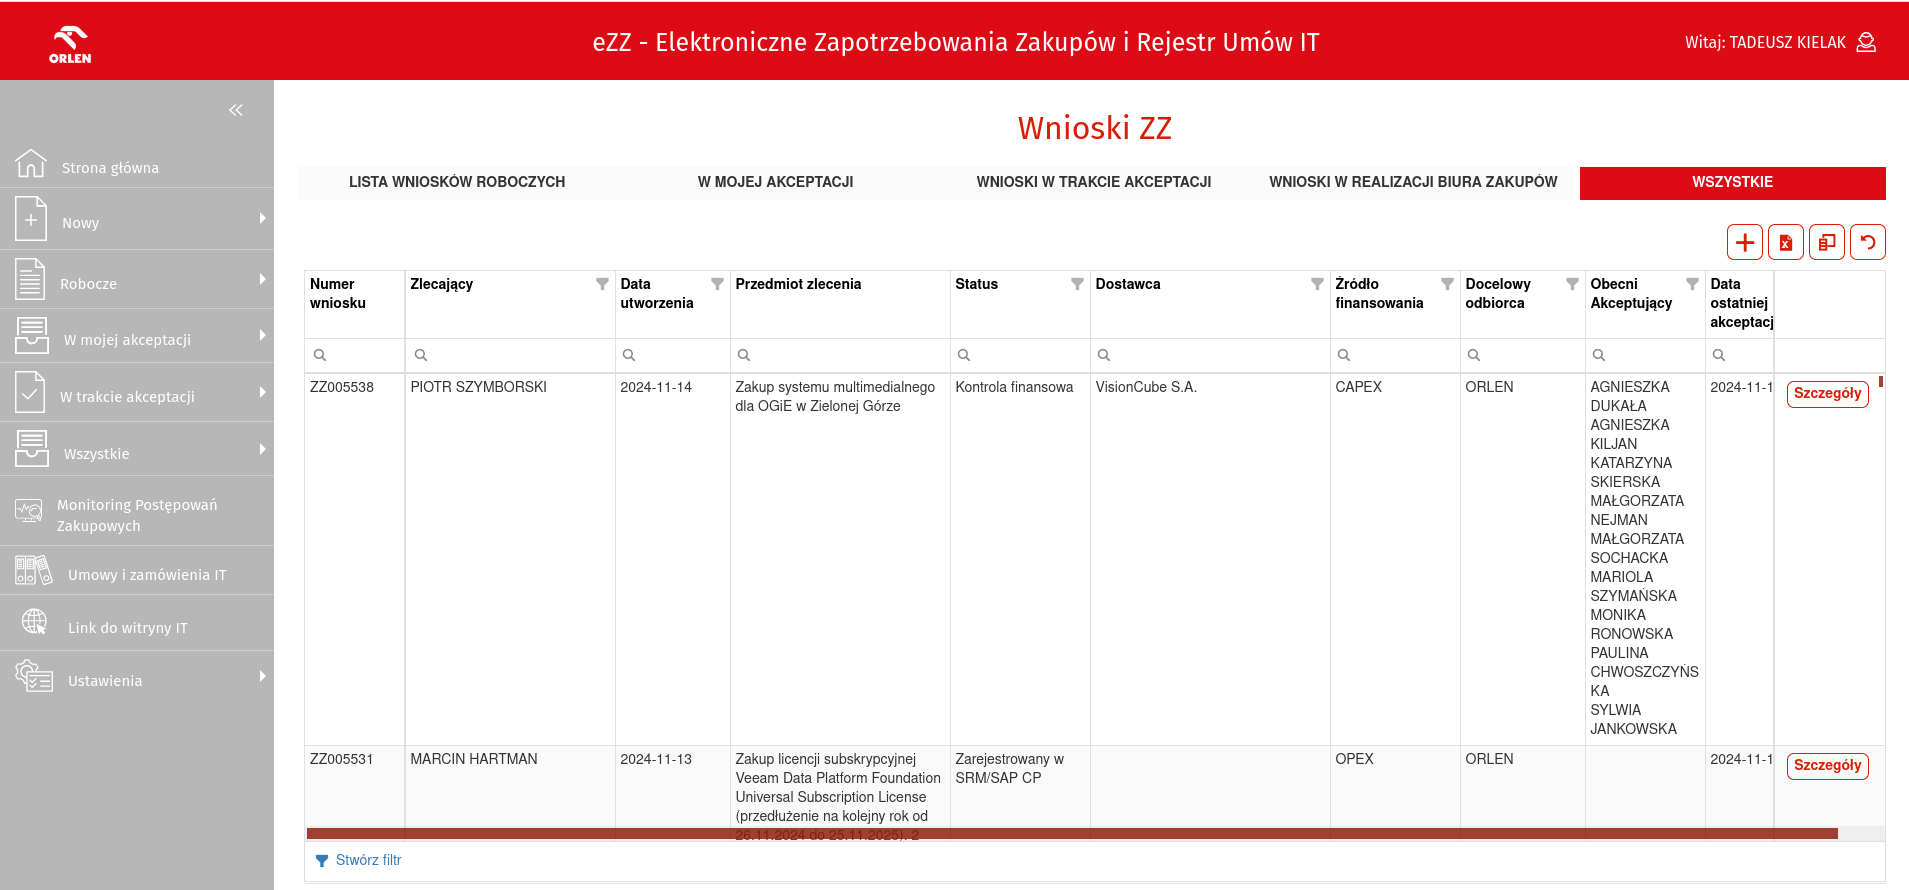 ORLEN
eZZ - Elektroniczne Zapotrzebowania Zakupów i Rejestr Umów IT
Witaj: TADEUSZ KIELAK
Strona główna
Nowy
Robocze
W mojej akceptacji
W trakcie akceptacji
Wszystkie
Monitoring Postępowań
Zakupowych
Umowy i zamówienia IT
Link do witryny IT
Ustawienia
Wnioski ZZ
LISTA WNIOSKÓW ROBOCZYCH
W MOJEJ AKCEPTACJI
WNIOSKI W TRAKCIE AKCEPTACJI
WNIOSKI W REALIZACJI BIURA ZAKUPÓW
WSZYSTKIE
Numer
wniosku
Zlecający
Data
utworzenia
Przedmiot zlecenia
Status
Dostawca
Źródło
finansowania
Docelowy
odbiorca
Obecni
Akceptujący
Data
ostatniej
akceptacj
ZZ005538
PIOTR SZYMBORSKI
2024-11-14
Zakup systemu multimedialnego
dla OGiE w Zielonej Górze
Kontrola finansowa
VisionCube S.A.
CAPEX
ORLEN
AGNIESZKA
DUKAŁA
AGNIESZKA
KILJAN
KATARZYNA
SKIERSKA
MAŁGORZATA
NEJMAN
MAŁGORZATA
SOCHACKA
MARIOLA
SZYMAŃSKA
MONIKA
RONOWSKA
PAULINA
CHWOSZCZYŃS
KA
SYLWIA
JANKOWSKA
2024-11-1
Szczegóły
ZZ005531
MARCIN HARTMAN
2024-11-13
Zakup licencji subskrypcyjnej
Veeam Data Platform Foundation
Universal Subscription License
(przedłużenie na kolejny rok od
26.11.2024 do 25.11.2025). 2
Zarejestrowany w
SRM/SAP CP
OPEX
ORLEN
2024-11-1
Szczegóły
Stwórz filtr